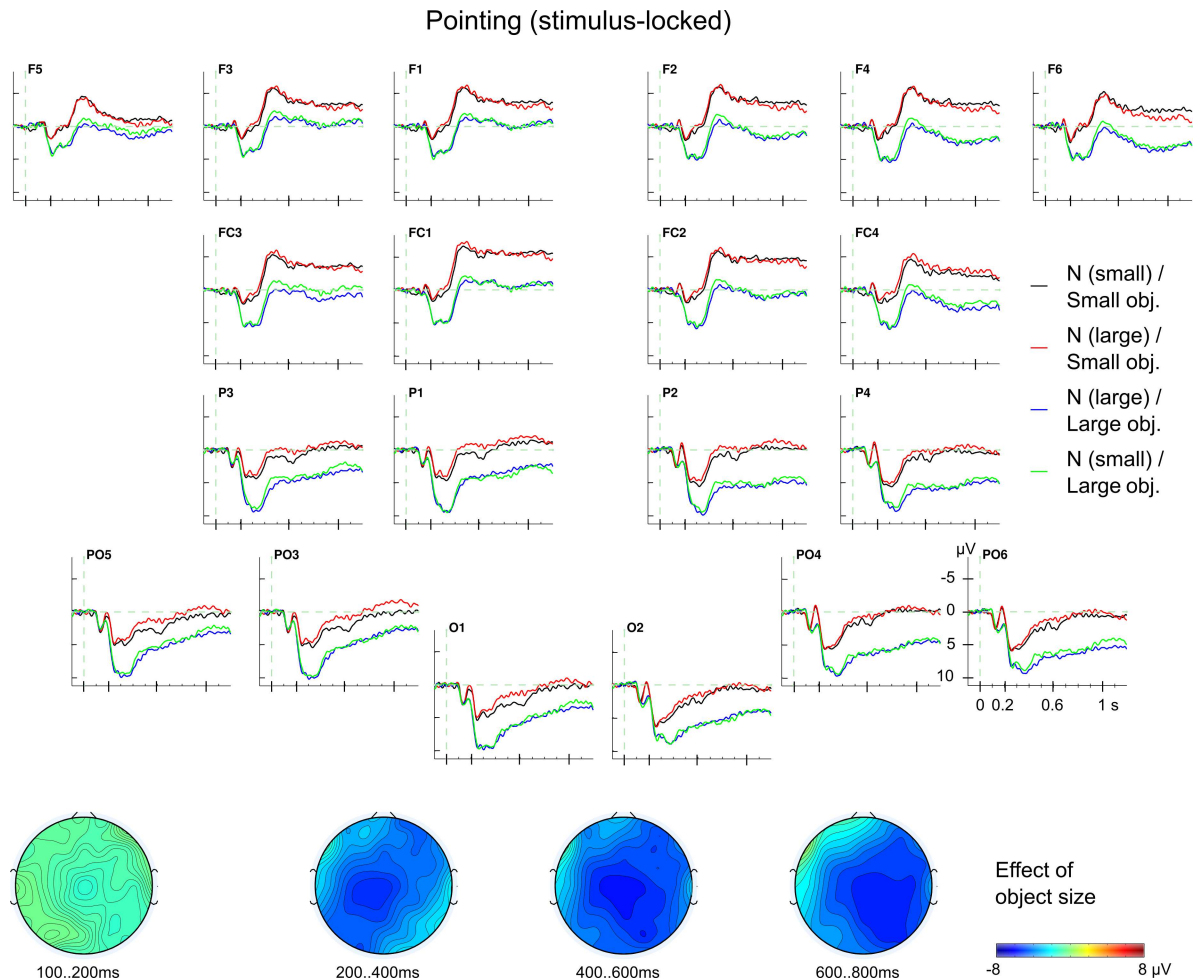 Pointing (stimulus-locked)
F5
F3
F1
F2
F4
F6
FC3
FC1
FC2
FC4
N (small) /
Small obj.
N (large) /
Small obj.
N (large) /
Large obj.
N (small) /
Large obj.
P3
P1
P2
P4
PO5
PO3
PO4
µV
PO6
-5
0
5
10
0 0.2 0.6 1 s
O1
O2
Effect of
object size
100..200ms
200..400ms
400..600ms
600..800ms
-8 8 µV